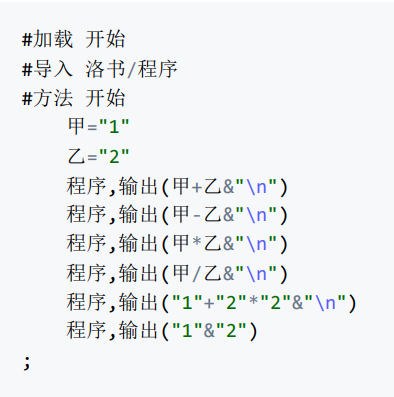 #加载 开始
#导入 洛书/程序
#方法 开始
    甲="1"
    乙="2"
    程序,输出(甲+乙&"\n")
    程序,输出(甲-乙&"\n")
    程序,输出(甲*乙&"\n")
    程序,输出(甲/乙&"\n")
    程序,输出("1"+"2"*"2"&"\n")
    程序,输出("1"&"2")
;